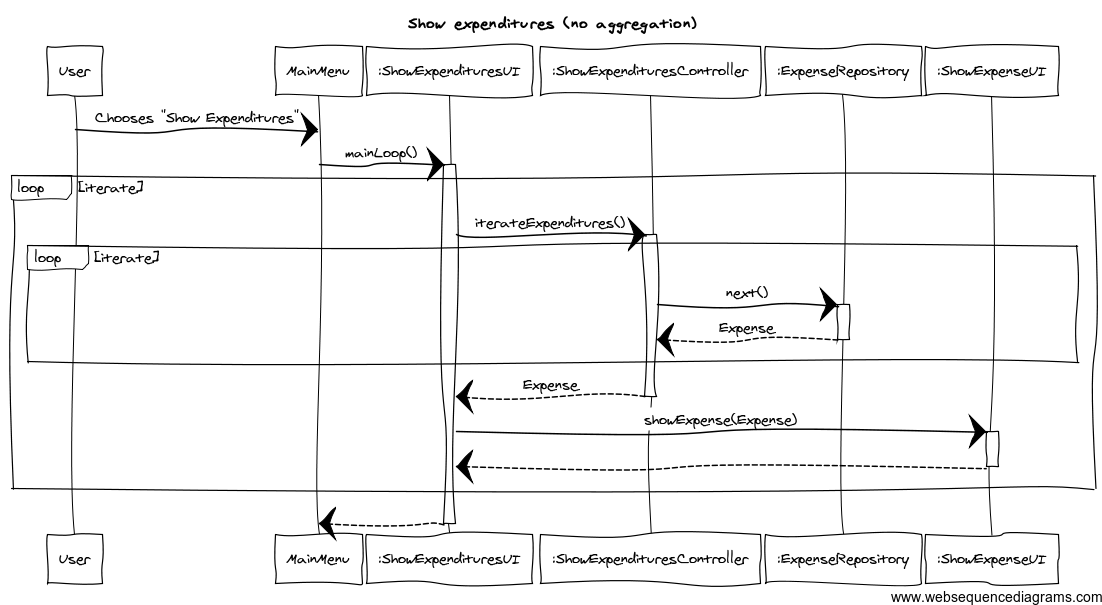 Show expenditures (no aggregation)
User
MainMenu
:ShowExpendituresUI
:ShowExpendituresController
:ExpenseRepository
:ShowExpenseUI
Chooses "Show Expenditures"
mainLoop()
loop [iterate]
iterateExpenditures()
loop [iterate]
next()
Expense
Expense
showExpense(Expense)
User
MainMenu
:ShowExpendituresUI
:ShowExpendituresController
:ExpenseRepository
:ShowExpenseUI
www.websequencediagrams.com